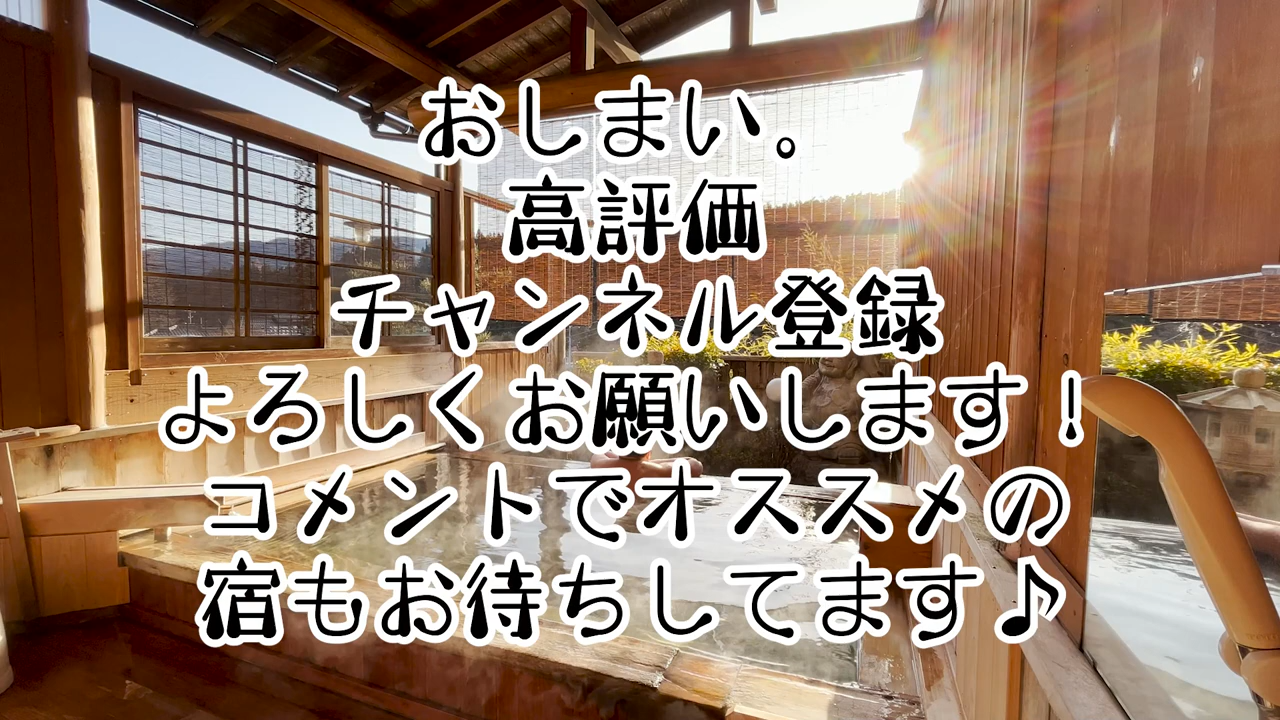 おしまい。
高評価
チャンネル登録
よろしくお願いします！
コメントでオススメの
宿もお待ちしてます♪